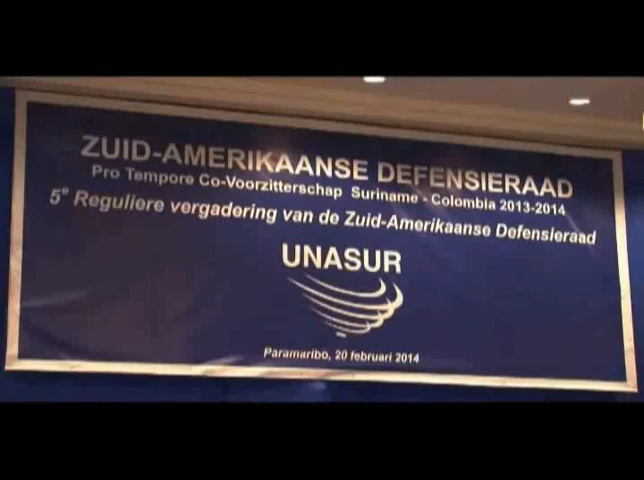 ZUID-AMERIKAANSE DEFENSIERAAD
Pro Tempore Co-Voorzitterschap Suriname - Colombia 2013-2014
5e Reguliere vergadering van de Zuid-Amerikaanse Defensieraad
UNASUR
Paramaribo, 20 februari 2014